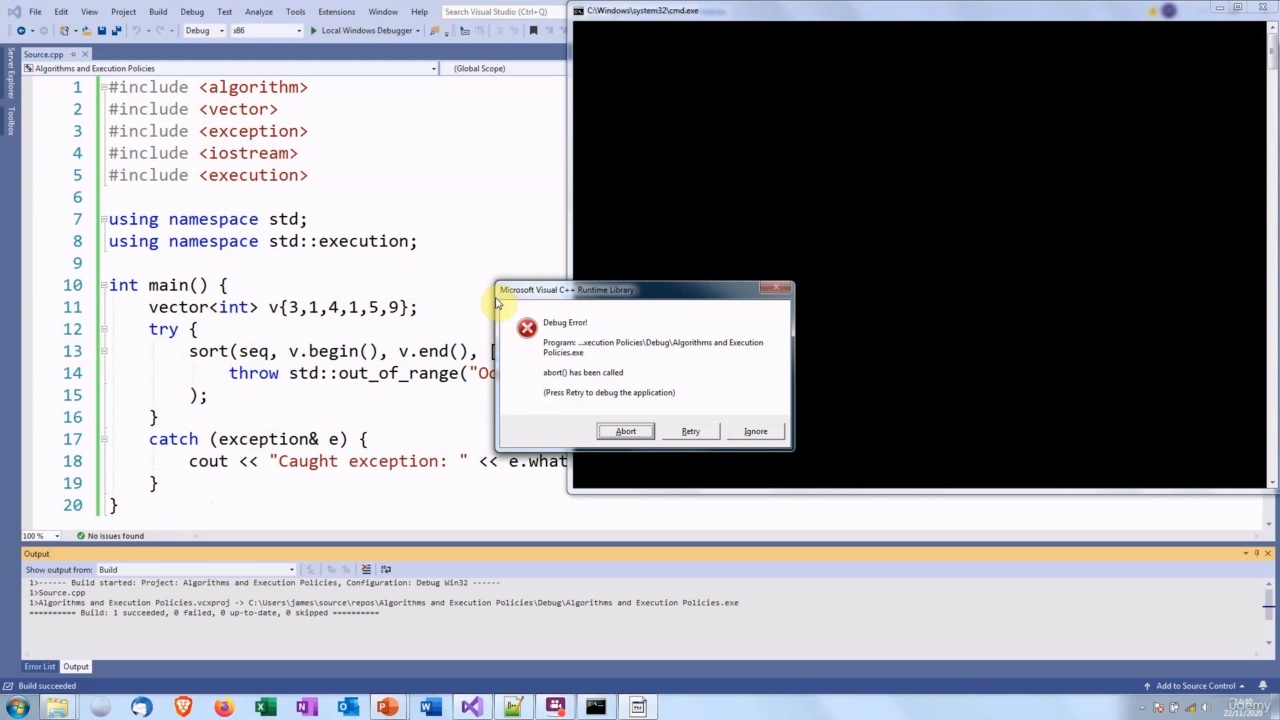 File Edit View Project Build Debug Test Analyze Tools Extensions Window Help Search Visual Studio (Ctrl+Q)
C:\Windows\system32\cmd.exe
Debug x86 Local Windows Debugger
Server Explorer
Toolbox
Source.cpp
Algorithms and Execution Policies (Global Scope)
1 #include <algorithm>
2 #include <vector>
3 #include <exception>
4 #include <iostream>
5 #include <execution>
6
7 using namespace std;
8 using namespace std::execution;
9
10 int main() {
11 vector<int> v{3,1,4,1,5,9};
12 try {
13 sort(seq, v.begin(), v.end(), [
14 throw std::out_of_range("Od
15 );
16 }
17 catch (exception& e) {
18 cout << "Caught exception: " << e.what
19 }
20 }
Microsoft Visual C++ Runtime Library
Debug Error!
Program: ...xecution Policies\Debug\Algorithms and Execution
Policies.exe
abort() has been called
(Press Retry to debug the application)
Abort Retry Ignore
100 % No issues found
Output
Show output from: Build
1>------ Build started: Project: Algorithms and Execution Policies, Configuration: Debug Win32 ------
1>Source.cpp
1>Algorithms and Execution Policies.vcxproj -> C:\Users\james\source\repos\Algorithms and Execution Policies\Debug\Algorithms and Execution Policies.exe
========== Build: 1 succeeded, 0 failed, 0 up-to-date, 0 skipped ==========
Error List Output
Build succeeded Add to Source Control
udemy
22/11/2020